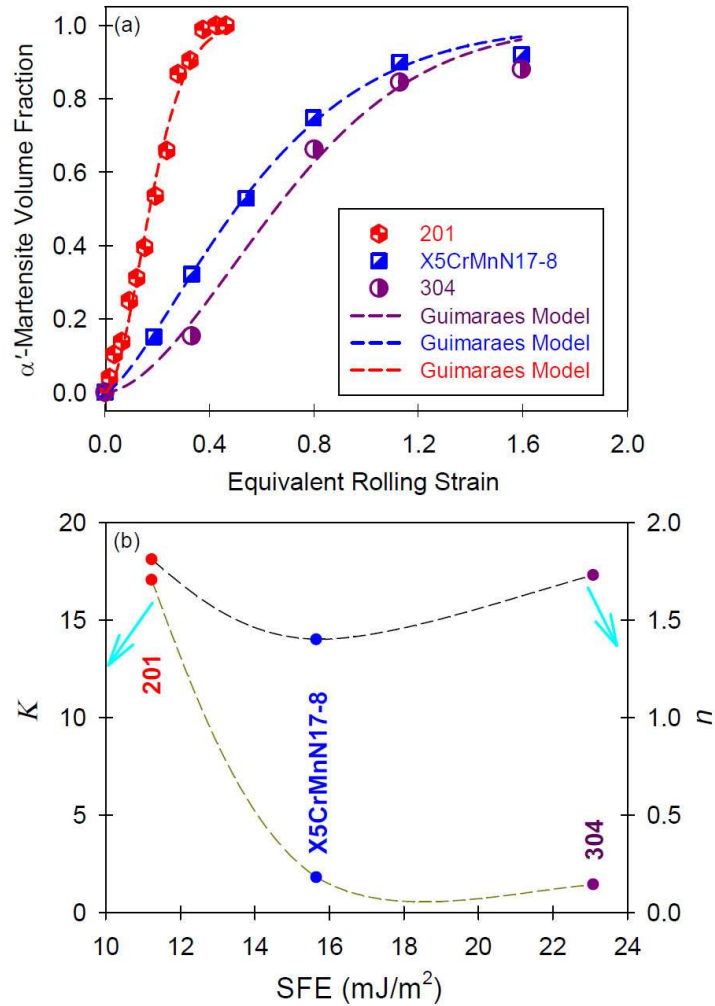 (a)
1.0
0.8
0.6
0.4
0.2
0.0
α′-Martensite Volume Fraction
201
X5CrMnN17-8
304
Guimaraes Model
Guimaraes Model
Guimaraes Model
0.0 0.4 0.8 1.2 1.6 2.0
Equivalent Rolling Strain
(b)
20
15
10
5
0
K
201
X5CrMnN17-8
304
2.0
1.5
1.0
0.5
0.0
n
10 12 14 16 18 20 22 24
SFE (mJ/m²)